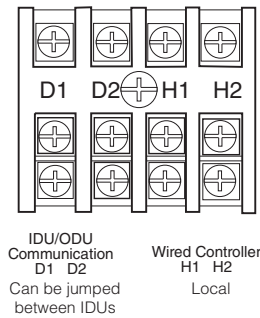 D1 D2 H1 H2
IDU/ODU
Communication
D1 D2
Can be jumped
between IDUs
Wired Controller
H1 H2
Local